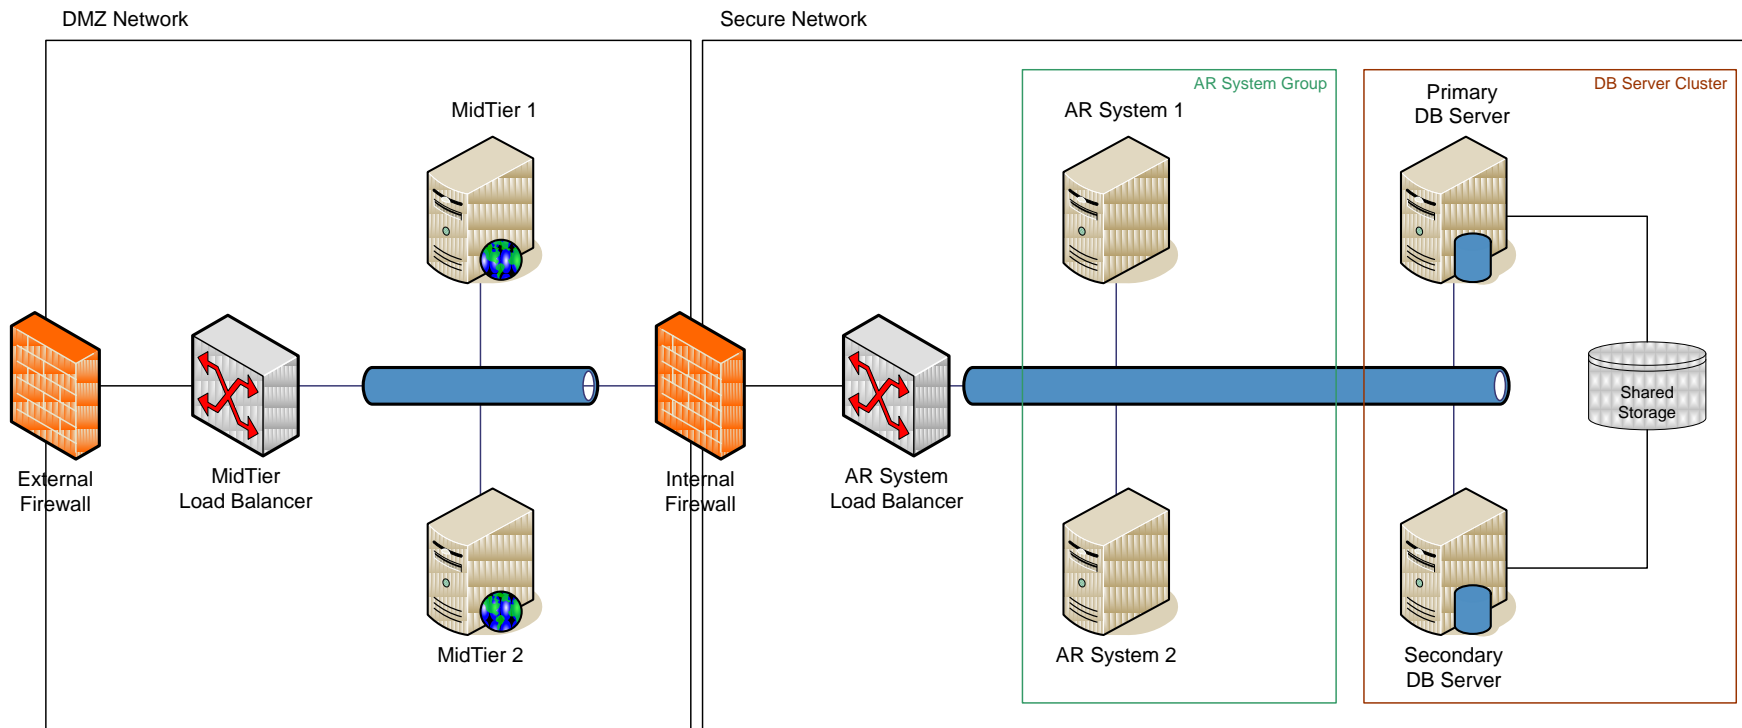 DMZ Network
Secure Network
AR System Group
DB Server Cluster
MidTier 1
AR System 1
Primary
DB Server
Shared
Storage
External
Firewall
MidTier
Load Balancer
Internal
Firewall
AR System
Load Balancer
MidTier 2
AR System 2
Secondary
DB Server